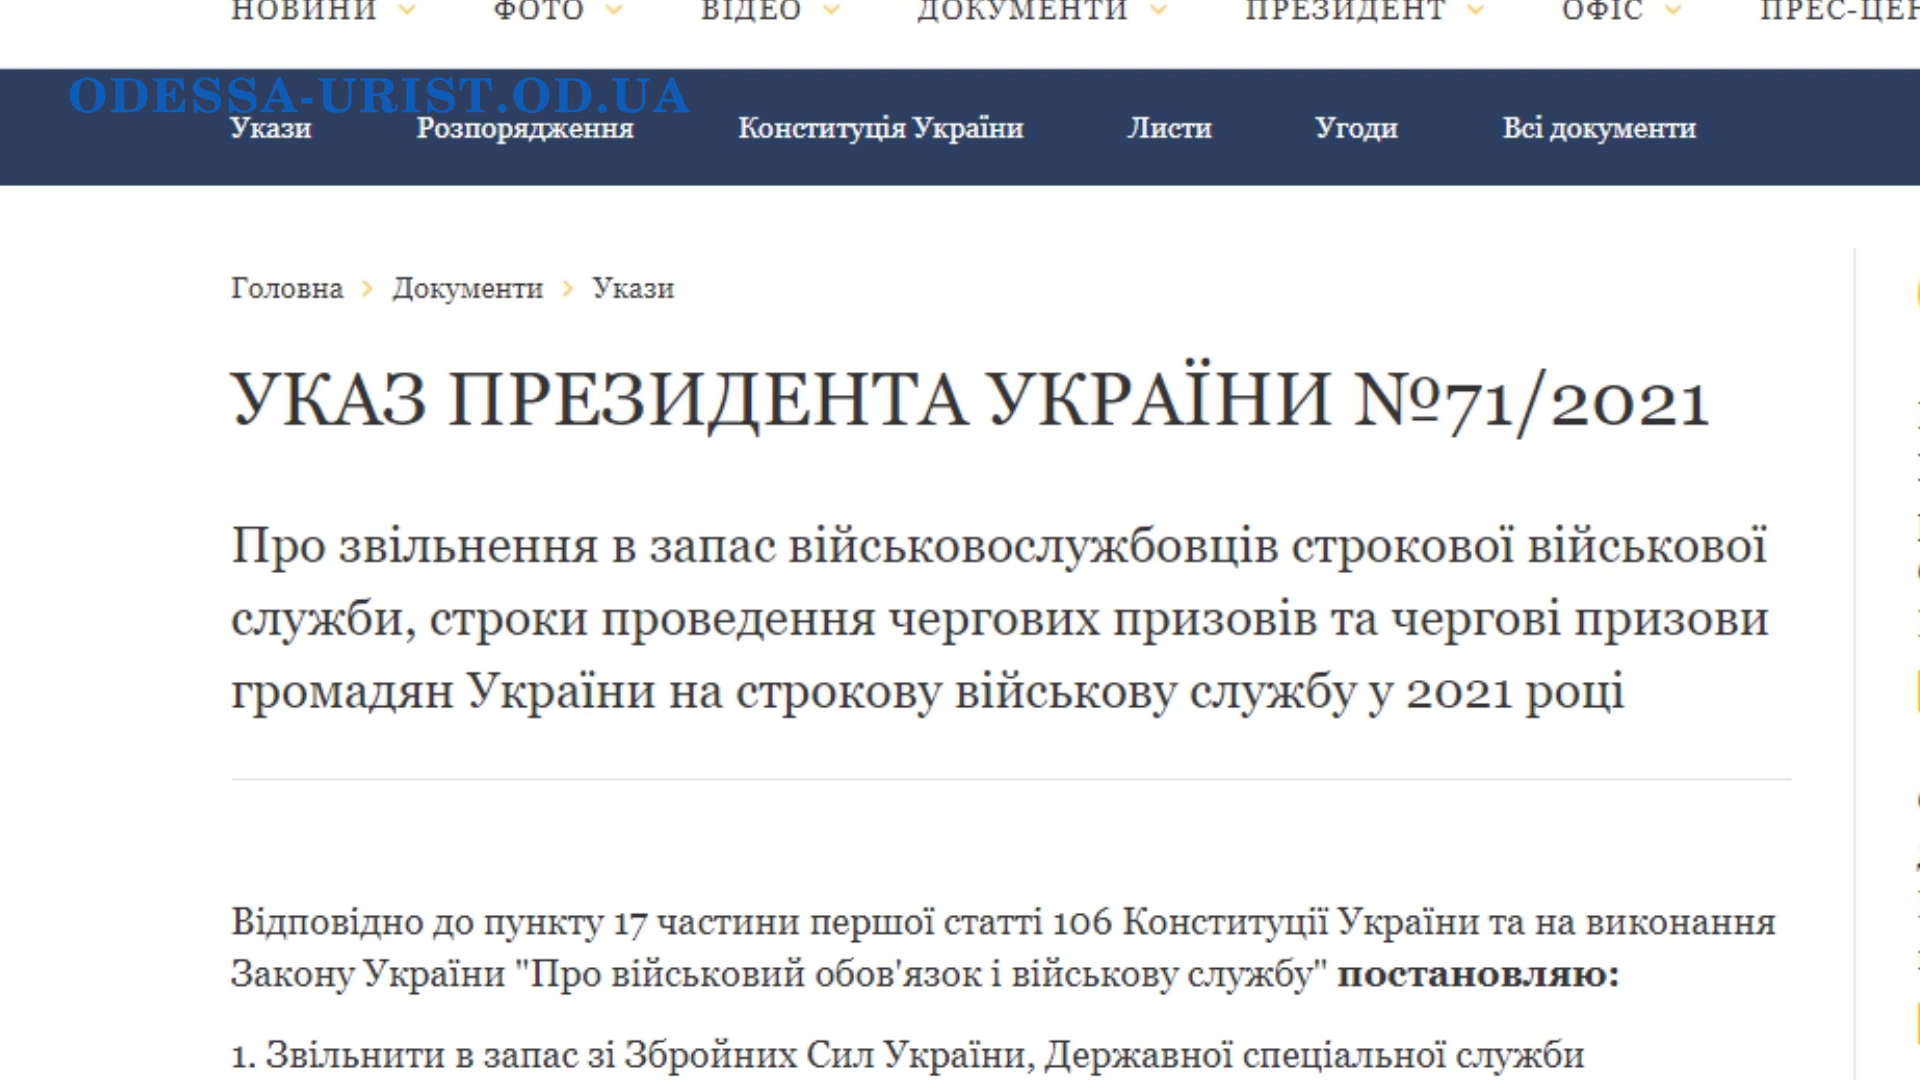 НОВИНИ ФОТО ВІДЕО ДОКУМЕНТИ ПРЕЗИДЕНТ ОФІС
ODESSA-URIST.OD.UA
Укази Розпорядження Конституція України Листи Угоди Всі документи
Головна > Документи > Укази
УКАЗ ПРЕЗИДЕНТА УКРАЇНИ №71/2021
Про звільнення в запас військовослужбовців строкової військової
служби, строки проведення чергових призовів та чергові призови
громадян України на строкову військову службу у 2021 році
Відповідно до пункту 17 частини першої статті 106 Конституції України та на виконання
Закону України "Про військовий обов'язок і військову службу" постановляю:
1. Звільнити в запас зі Збройних Сил України, Державної спеціальної служби